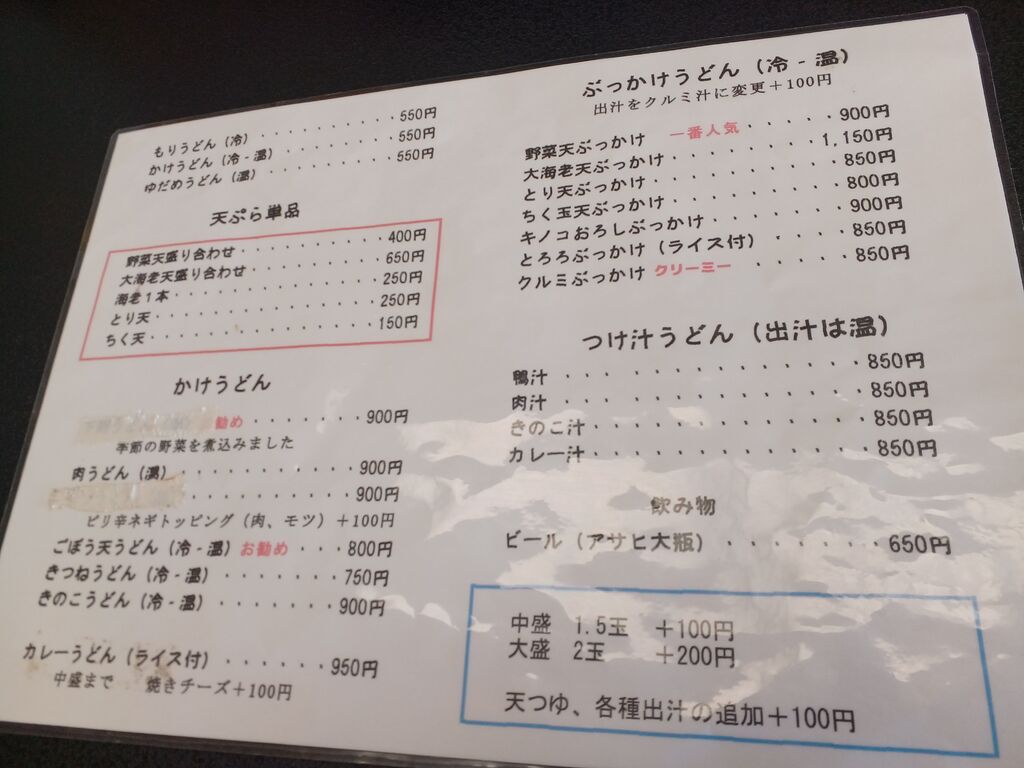 もりうどん（冷）・・・・・・・・・・550円
かけうどん（冷‐温）・・・・・・・・550円
ゆだめうどん（温）・・・・・・・・・550円
天ぷら単品
野菜天盛り合わせ・・・・・・・・・・400円
大海老天盛り合わせ・・・・・・・・・650円
海老１本・・・・・・・・・・・・・・250円
とり天・・・・・・・・・・・・・・・250円
ちく天・・・・・・・・・・・・・・・150円
かけうどん
勧め・・・・・・・・900円
季節の野菜を煮込みました
肉うどん（温）・・・・・・・・・・900円
・・・・・・・・・900円
ピリ辛ネギトッピング（肉、モツ）＋100円
ごぼう天うどん（冷‐温）お勧め・・・800円
きつねうどん（冷‐温）・・・・・・・750円
きのこうどん（冷‐温）・・・・・・・900円
カレーうどん（ライス付）・・・・・・950円
中盛まで　焼きチーズ＋100円
ぶっかけうどん（冷‐温）
出汁をクルミ汁に変更＋100円
野菜天ぶっかけ　一番人気・・・・・900円
大海老天ぶっかけ・・・・・・・・1,150円
とり天ぶっかけ・・・・・・・・・・850円
ちく玉天ぶっかけ・・・・・・・・・800円
キノコおろしぶっかけ・・・・・・・900円
とろろぶっかけ（ライス付）・・・・850円
クルミぶっかけ クリーミー・・・・・850円
つけ汁うどん（出汁は温）
鴨汁・・・・・・・・・・・・・・850円
肉汁・・・・・・・・・・・・・・850円
きのこ汁・・・・・・・・・・・・850円
カレー汁・・・・・・・・・・・・850円
飲み物
ビール（アサヒ大瓶）・・・・・・・650円
中盛　1.5玉　＋100円
大盛　2玉　＋200円
天つゆ、各種出汁の追加＋100円